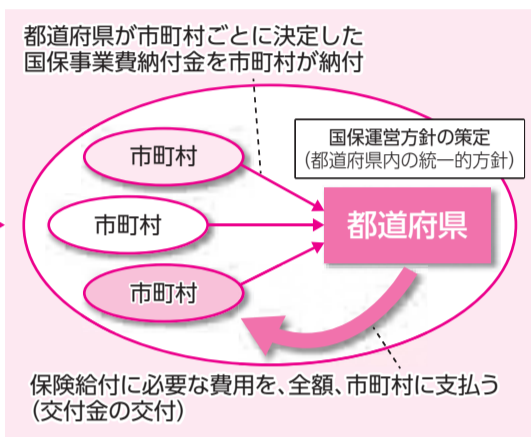 都道府県が市町村ごとに決定した
国保事業費納付金を市町村が納付
国保運営方針の策定
(都道府県内の統一的方針)
市町村
市町村
市町村
都道府県
保険給付に必要な費用を、全額、市町村に支払う
(交付金の交付)